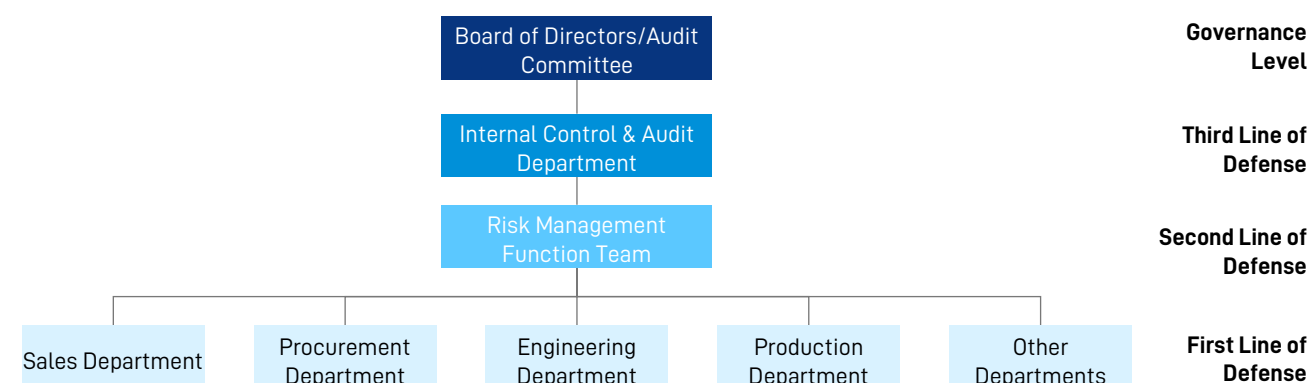 Board of Directors/Audit
Committee
Governance
Level
Internal Control & Audit
Department
Third Line of
Defense
Risk Management
Function Team
Second Line of
Defense
Sales Department
Procurement
Department
Engineering
Department
Production
Department
Other
Departments
First Line of
Defense